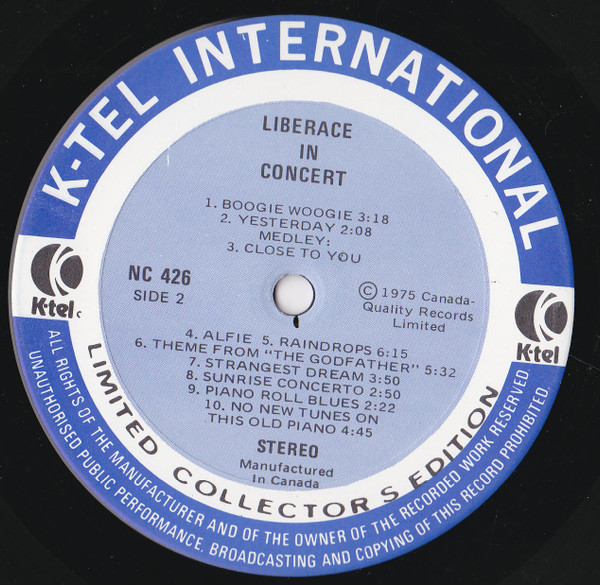 K-TEL INTERNATIONAL
LIBERACE
IN
CONCERT
1. BOOGIE WOOGIE 3:18
2. YESTERDAY 2:08
MEDLEY:
3. CLOSE TO YOU
NC 426
SIDE 2
© 1975 Canada-
Quality Records
Limited
K-tel
K-tel
4. ALFIE 5. RAINDROPS 6:15
6. THEME FROM "THE GODFATHER" 5:32
7. STRANGEST DREAM 3:50
8. SUNRISE CONCERTO 2:50
9. PIANO ROLL BLUES 2:22
10. NO NEW TUNES ON
THIS OLD PIANO 4:45
STEREO
Manufactured
In Canada
LIMITED COLLECTORS EDITION
ALL RIGHTS OF THE MANUFACTURER AND OF THE OWNER OF THE RECORDED WORK RESERVED
UNAUTHORISED PUBLIC PERFORMANCE, BROADCASTING AND COPYING OF THIS RECORD PROHIBITED.